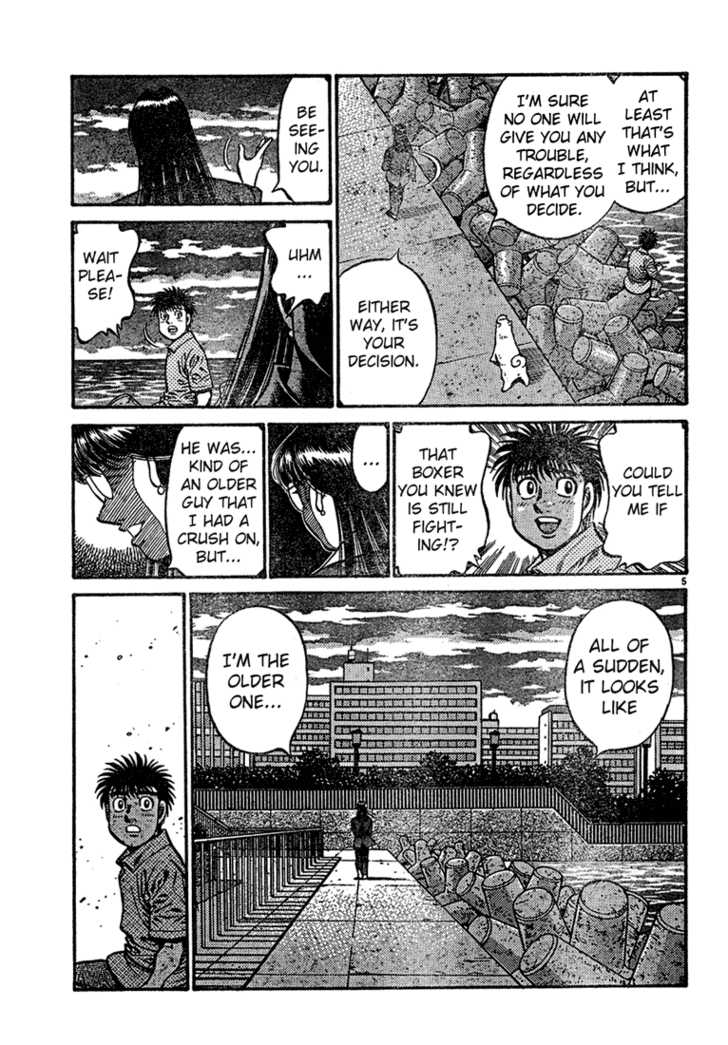 AT
LEAST
THAT'S
WHAT
I THINK,
BUT...
I'M SURE
NO ONE WILL
GIVE YOU ANY
TROUBLE,
REGARDLESS
OF WHAT YOU
DECIDE.
EITHER
WAY, IT'S
YOUR
DECISION.
BE
SEE-
ING
YOU.
UHM
...
WAIT
PLEA-
SE!
COULD
YOU TELL
ME IF
THAT
BOXER
YOU KNEW
IS STILL
FIGHT-
ING!?
...
HE WAS...
KIND OF
AN OLDER
GUY THAT
I HAD A
CRUSH ON,
BUT...
5
ALL OF
A SUDDEN,
IT LOOKS
LIKE
I'M THE
OLDER
ONE...